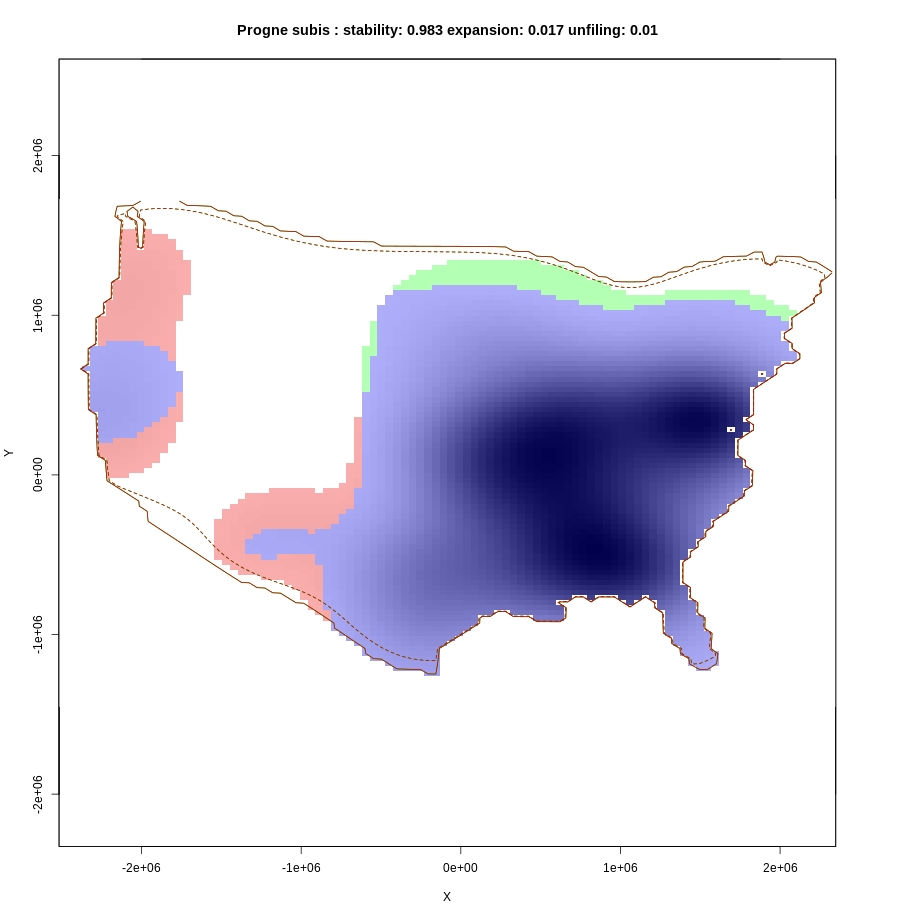 Progne subis : stability: 0.983 expansion: 0.017 unfiling: 0.01
2e+06
1e+06
0e+00
-1e+06
-2e+06
Y
-2e+06 -1e+06 0e+00 1e+06 2e+06
X